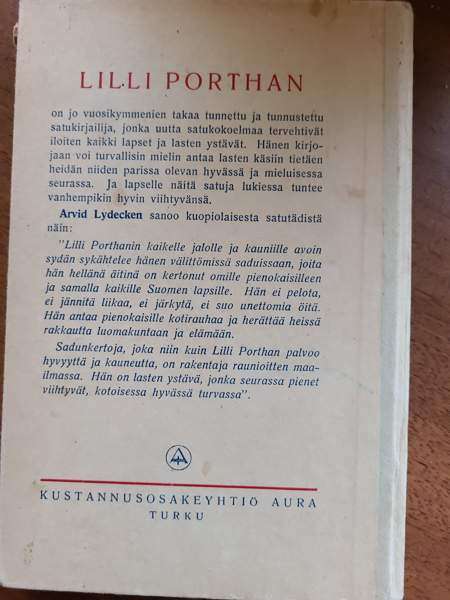 LILLI PORTHAN
on jo vuosikymmenien takaa tunnettu ja tunnustettu
satukirjailija, jonka uutta satukokoelmaa tervehtivät
iloiten kaikki lapset ja lasten ystävät. Hänen kirjo-
jaan voi turvallisin mielin antaa lasten käsiin tietäen
heidän niiden parissa olevan hyvässä ja mieluisessa
seurassa. Ja lapselle näitä satuja lukiessa tuntee
vanhempikin hyvin viihtyvänsä.
Arvid Lydecken sanoo kuopiolaisesta satutädistä
näin:
"Lilli Porthanin kaikelle jalolle ja kauniille avoin
sydän sykähtelee hänen välittömissä saduissaan, joita
hän hellänä äitinä on kertonut omille pienokaisilleen
ja samalla kaikille Suomen lapsille. Hän ei pelota,
ei jännitä liikaa, ei järkytä, ei suo unettomia öitä.
Hän antaa pienokaisille kotirauhaa ja herättää heissä
rakkautta luomakuntaan ja elämään.
Sadunkertoja, joka niin kuin Lilli Porthan palvoo
hyvyyttä ja kauneutta, on rakentaja raunioitten maa-
ilmassa. Hän on lasten ystävä, jonka seurassa pienet
viihtyvät, kotoisessa hyvässä turvassa".
KUSTANNUSOSAKEYHTIÖ AURA
TURKU